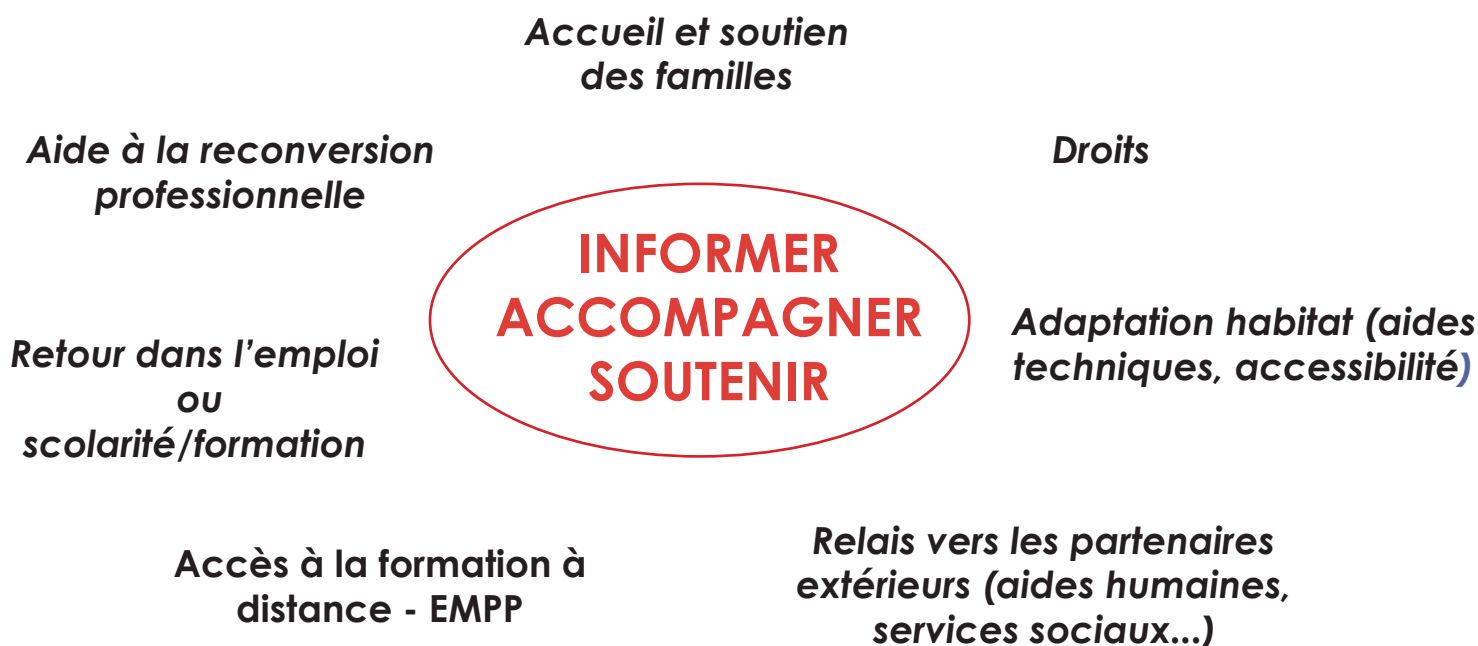 Accueil et soutien
des familles
Aide à la reconversion
professionnelle
Droits
INFORMER
ACCOMPAGNER
SOUTENIR
Retour dans l’emploi
ou
scolarité/formation
Adaptation habitat (aides
techniques, accessibilité)
Accès à la formation à
distance - EMPP
Relais vers les partenaires
extérieurs (aides humaines,
services sociaux...)